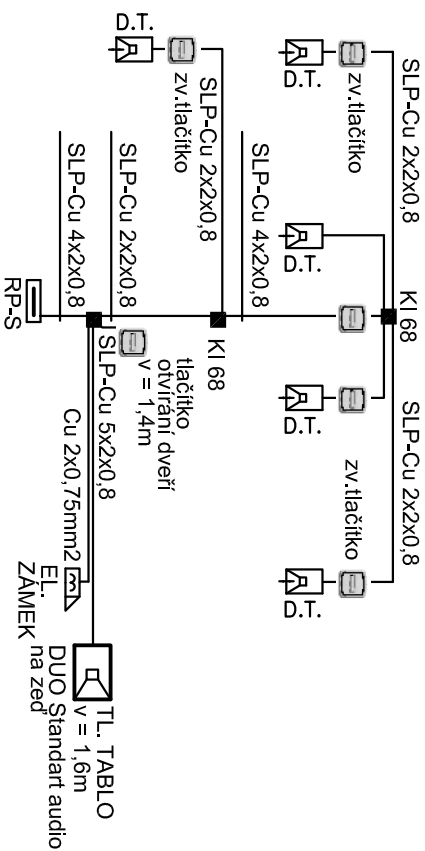 D.T.
zv.tlačítko
SLP-Cu 2x2x0,8
D.T.
zv.tlačítko
SLP-Cu 2x2x0,8
D.T.
KI 68
D.T.
SLP-Cu 2x2x0,8
zv.tlačítko
D.T.
SLP-Cu 4x2x0,8
KI 68
SLP-Cu 2x2x0,8
SLP-Cu 4x2x0,8
tlačítko
otvírání dveří
v = 1,4m
SLP-Cu 5x2x0,8
RP-S
Cu 2x0,75mm2
EL.
ZÁMEK
TL. TABLO
v = 1,6m
DUO Standart audio
na zeď